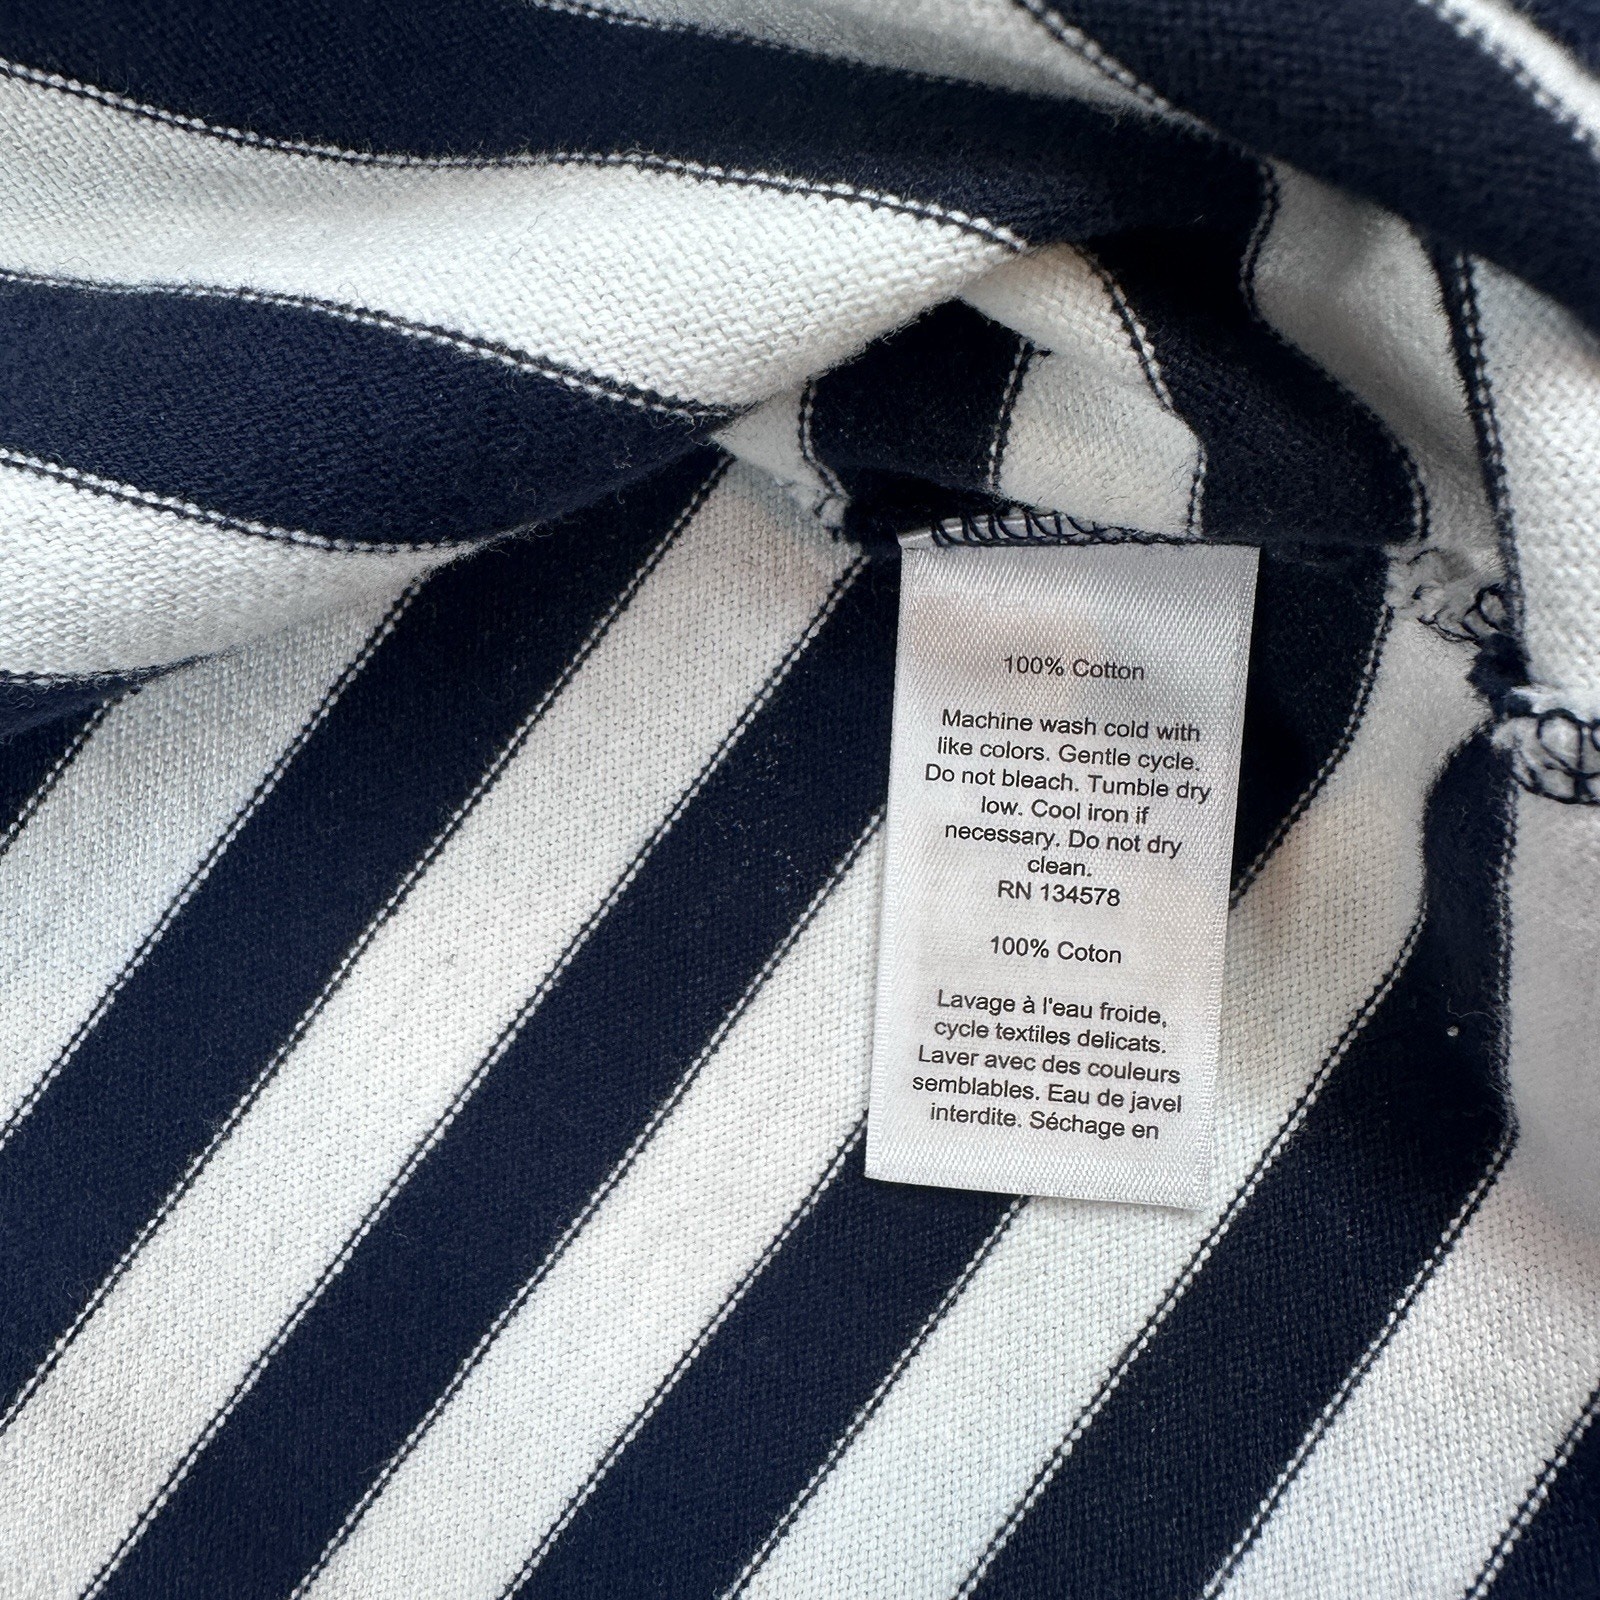 100% Cotton
Machine wash cold with
like colors. Gentle cycle.
Do not bleach. Tumble dry
low. Cool iron if
necessary. Do not dry
clean.
RN 134578
100% Coton
Lavage à l'eau froide,
cycle textiles delicats.
Laver avec des couleurs
semblables. Eau de javel
interdite. Séchage en